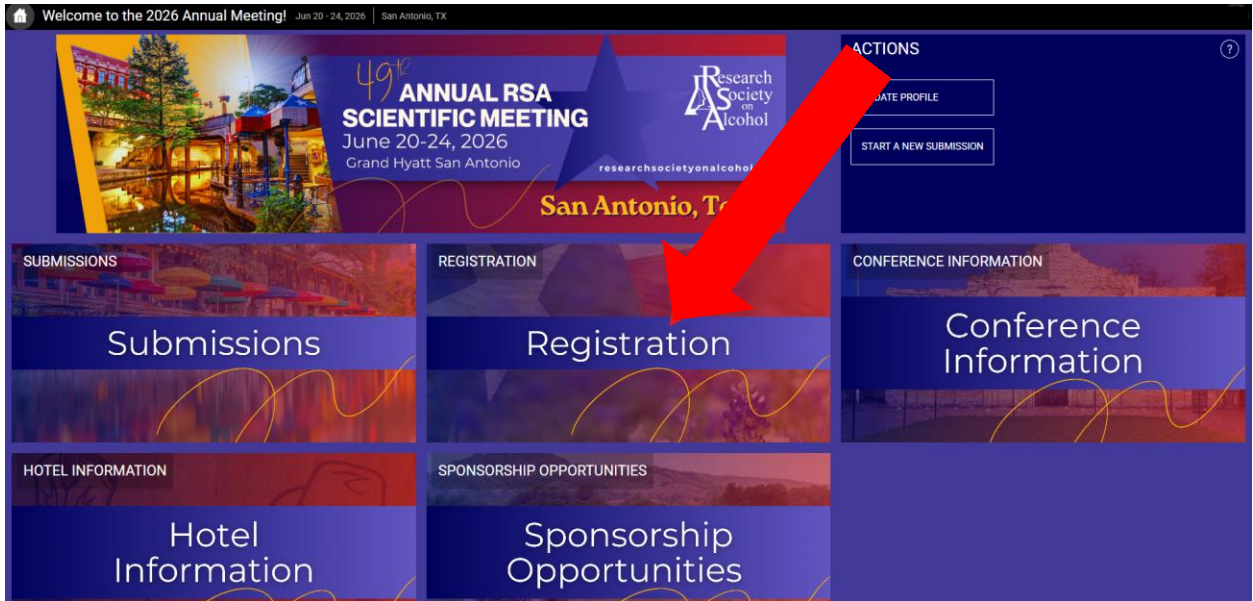 Welcome to the 2026 Annual Meeting! Jun 20 - 24, 2026 San Antonio, TX
49th
ANNUAL RSA
SCIENTIFIC MEETING
June 20-24, 2026
Grand Hyatt San Antonio
Research
Society
on
Alcohol
San Antonio,
ACTIONS
?
PROFILE
START A NEW SUBMISSION
SUBMISSIONS
Submissions
REGISTRATION
Registration
CONFERENCE INFORMATION
Conference
Information
HOTEL INFORMATION
Hotel
Information
SPONSORSHIP OPPORTUNITIES
Sponsorship
Opportunities